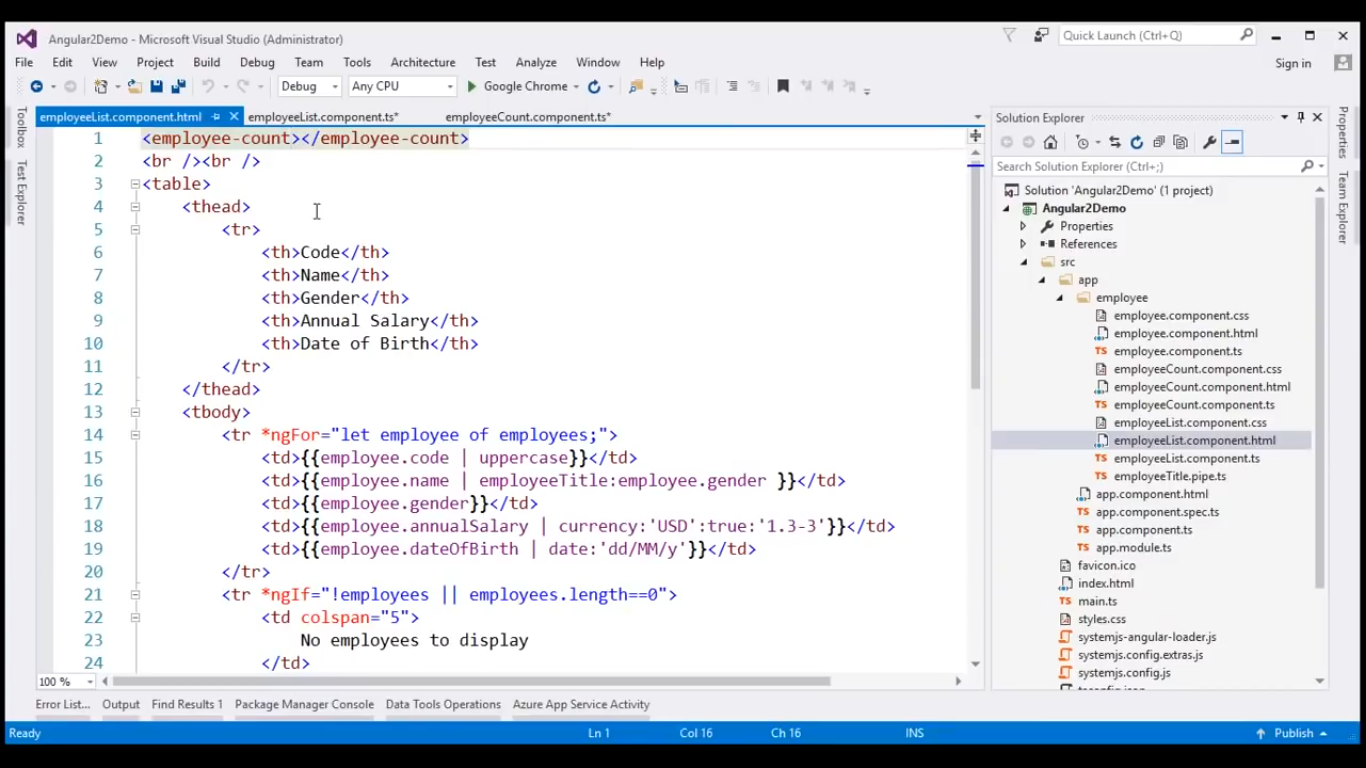 Angular2Demo - Microsoft Visual Studio (Administrator)
Quick Launch (Ctrl+Q)
File Edit View Project Build Debug Team Tools Architecture Test Analyze Window Help
Sign in
Debug Any CPU Google Chrome
Toolbox
Test Explorer
employeeList.component.html employeeList.component.ts* employeeCount.component.ts*
1 <employee-count></employee-count>
2 <br /><br />
3 <table>
4 <thead>
5 <tr>
6 <th>Code</th>
7 <th>Name</th>
8 <th>Gender</th>
9 <th>Annual Salary</th>
10 <th>Date of Birth</th>
11 </tr>
12 </thead>
13 <tbody>
14 <tr *ngFor="let employee of employees;">
15 <td>{{employee.code | uppercase}}</td>
16 <td>{{employee.name | employeeTitle:employee.gender }}</td>
17 <td>{{employee.gender}}</td>
18 <td>{{employee.annualSalary | currency:'USD':true:'1.3-3'}}</td>
19 <td>{{employee.dateOfBirth | date:'dd/MM/y'}}</td>
20 </tr>
21 <tr *ngIf="!employees || employees.length==0">
22 <td colspan="5">
23 No employees to display
24 </td>
100 %
Solution Explorer
Search Solution Explorer (Ctrl+;)
Solution 'Angular2Demo' (1 project)
Angular2Demo
Properties
References
src
app
employee
employee.component.css
employee.component.html
employee.component.ts
employeeCount.component.css
employeeCount.component.html
employeeCount.component.ts
employeeList.component.css
employeeList.component.html
employeeList.component.ts
employeeTitle.pipe.ts
app.component.html
app.component.spec.ts
app.component.ts
app.module.ts
favicon.ico
index.html
main.ts
styles.css
systemjs-angular-loader.js
systemjs.config.extras.js
systemjs.config.js
Properties
Team Explorer
Error List... Output Find Results 1 Package Manager Console Data Tools Operations Azure App Service Activity
Ready Ln 1 Col 16 Ch 16 INS Publish